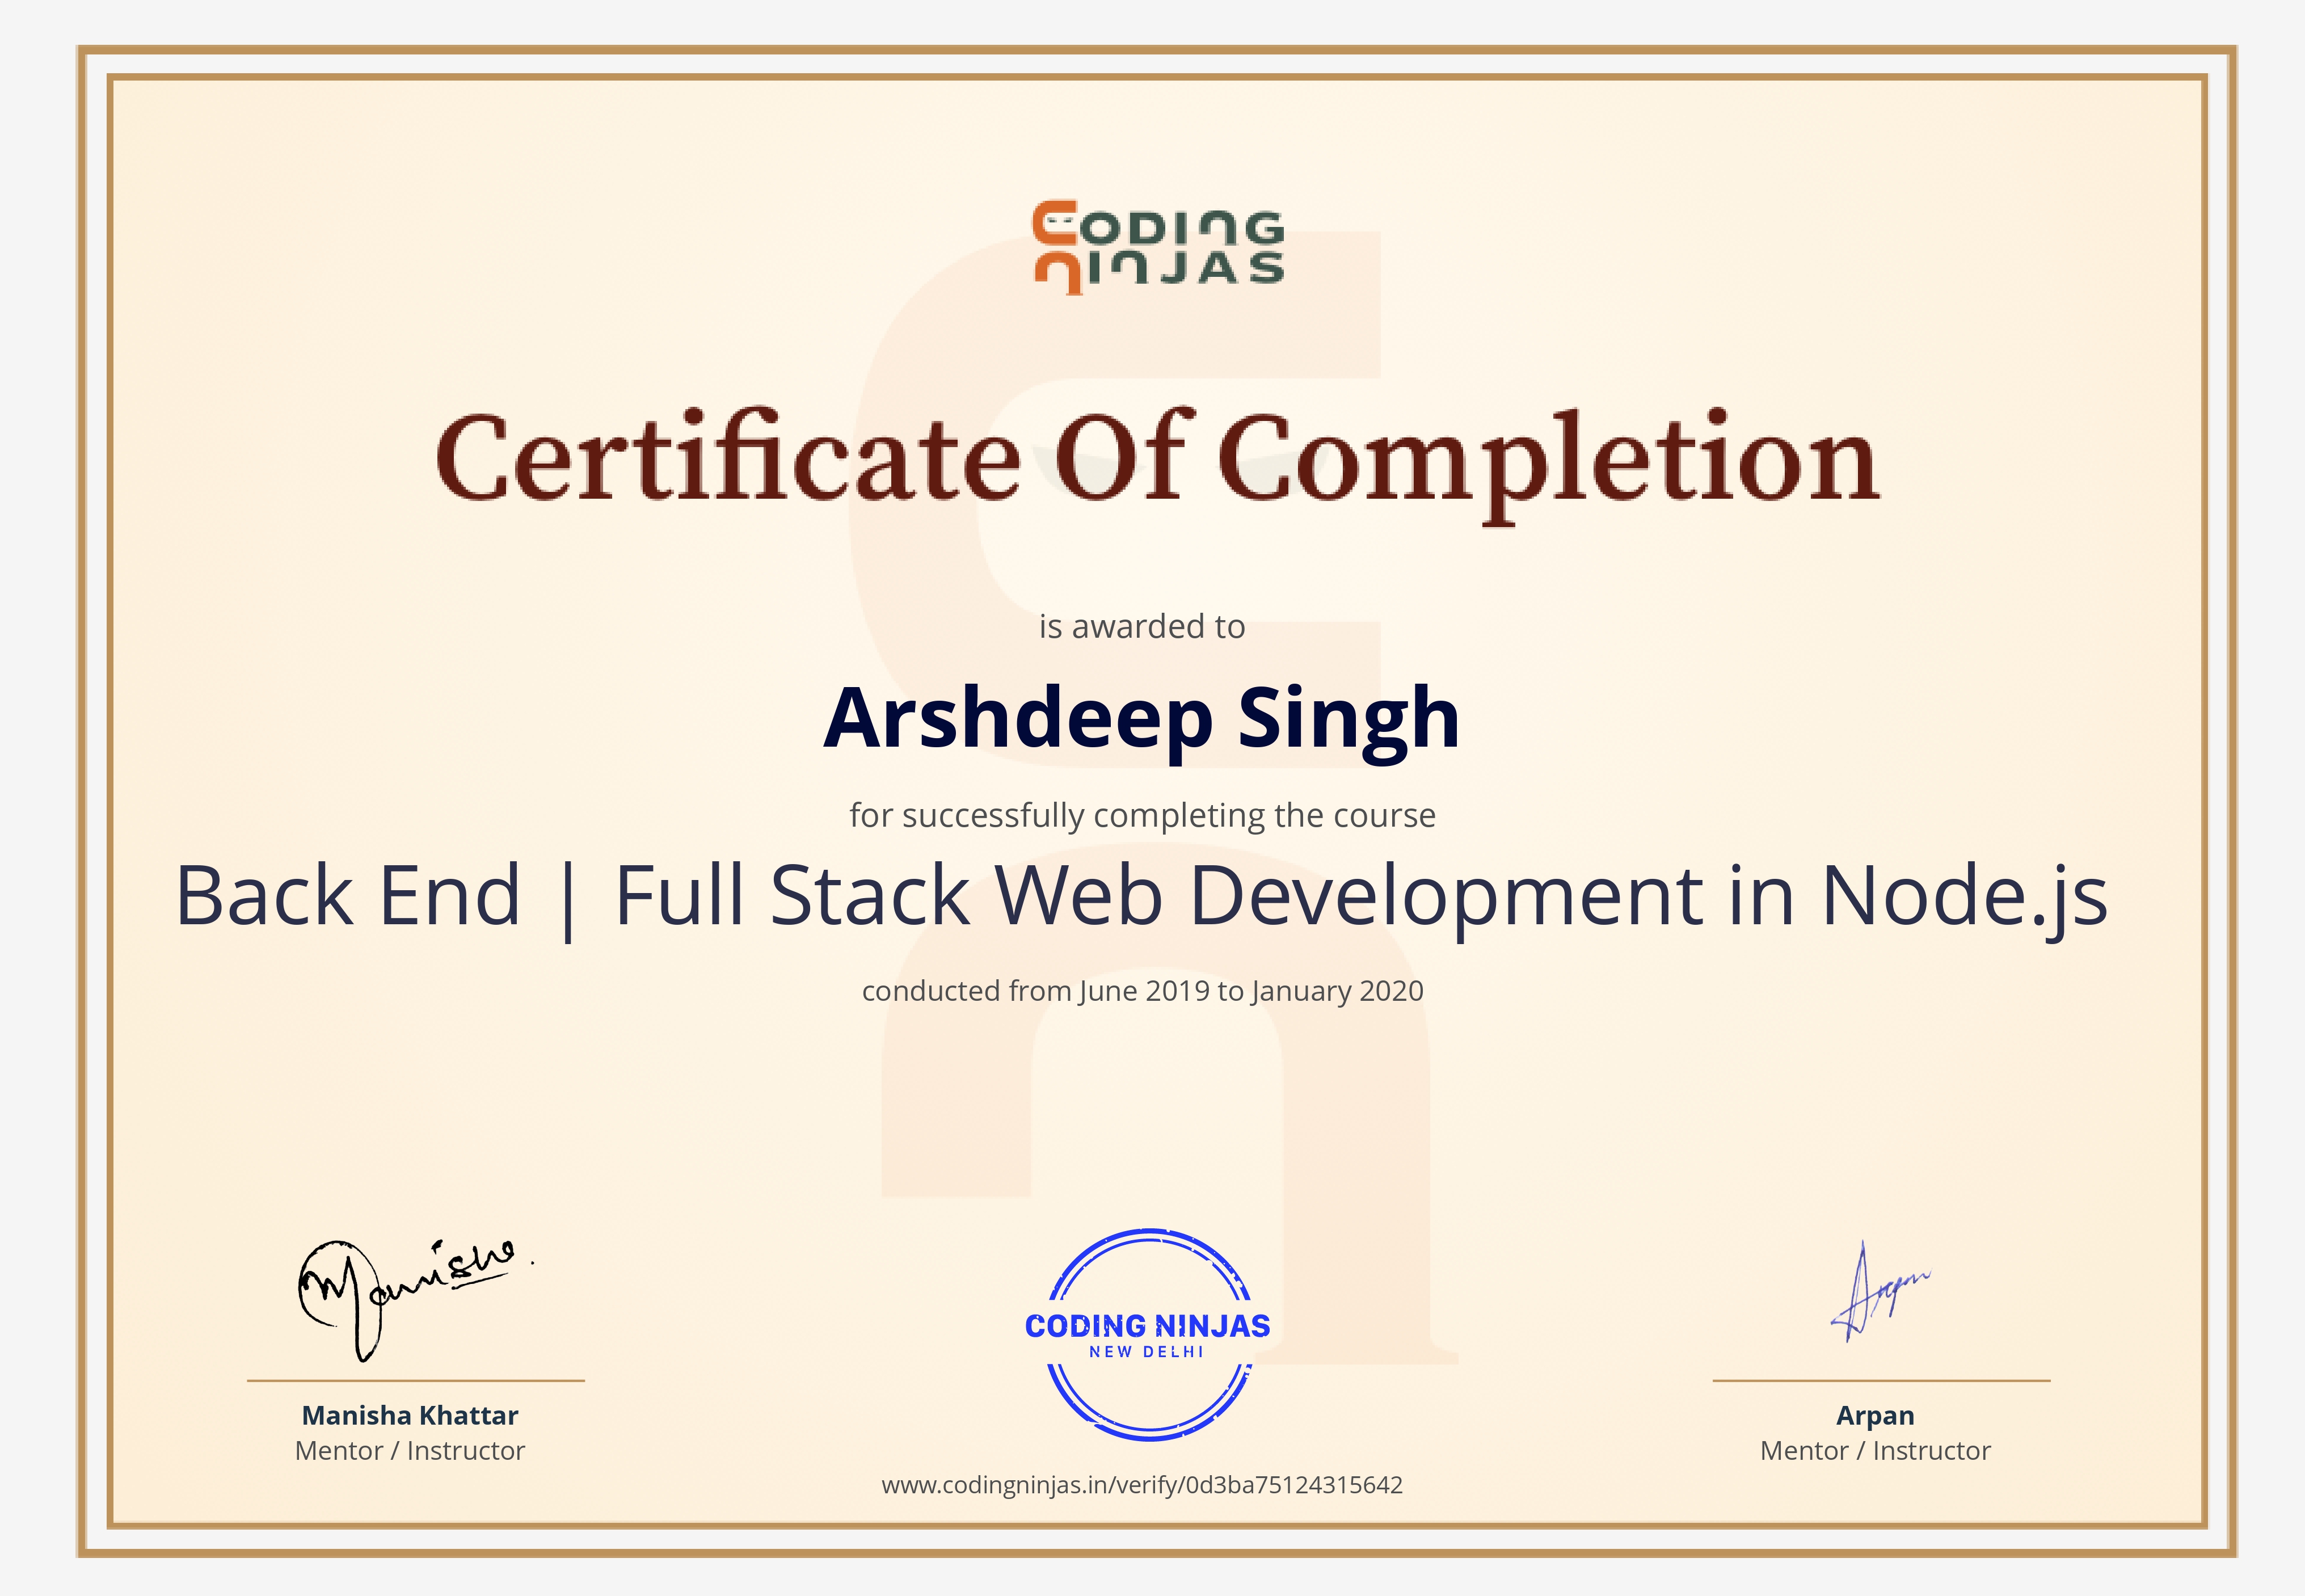 CODING
NINJAS
Certificate Of Completion
is awarded to
Arshdeep Singh
for successfully completing the course
Back End | Full Stack Web Development in Node.js
conducted from June 2019 to January 2020
Manisha.
Arpan
CODING NINJAS
NEW DELHI
Manisha Khattar
Mentor / Instructor
Arpan
Mentor / Instructor
www.codingninjas.in/verify/0d3ba75124315642